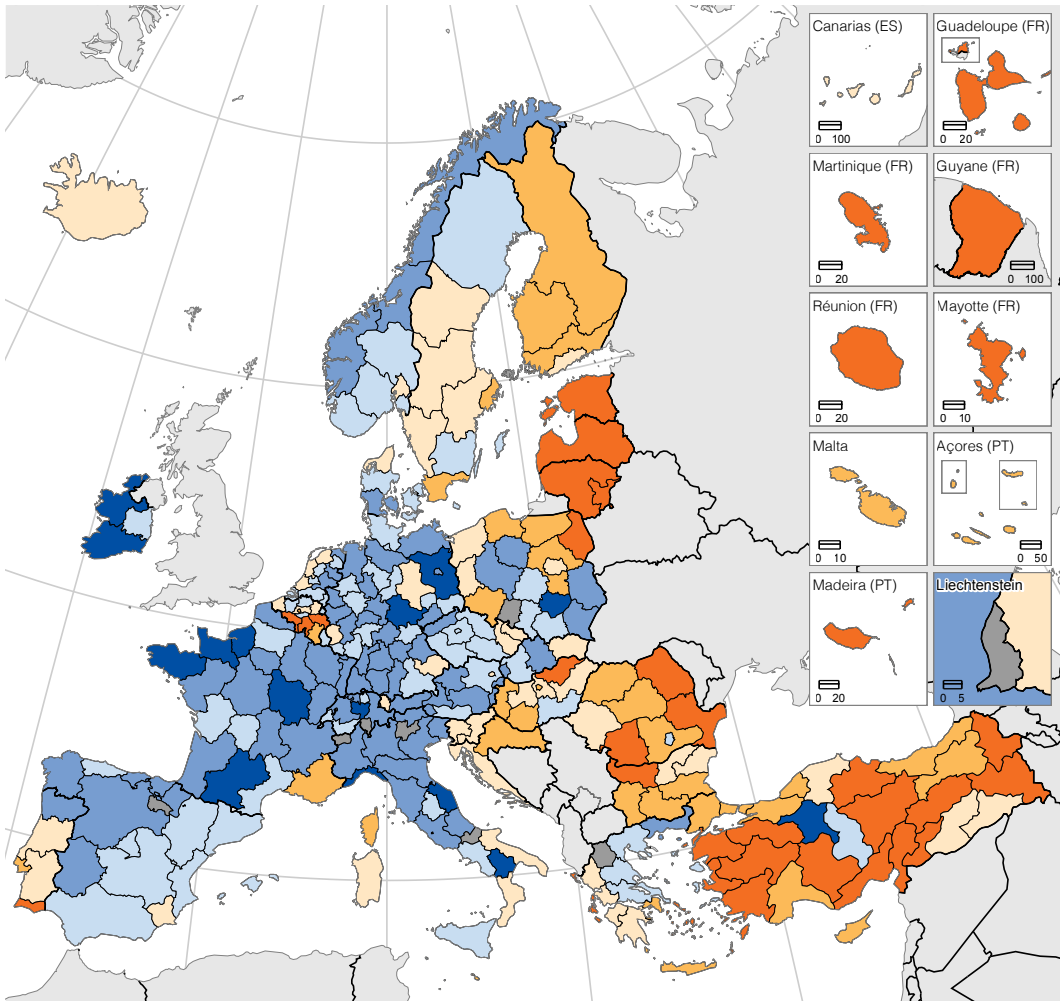 Canarias (ES)
0 100
Guadeloupe (FR)
0 20
Martinique (FR)
0 20
Guyane (FR)
0 100
Réunion (FR)
0 20
Mayotte (FR)
0 10
Malta
0 10
Açores (PT)
0 50
Madeira (PT)
0 20
Liechtenstein
0 5